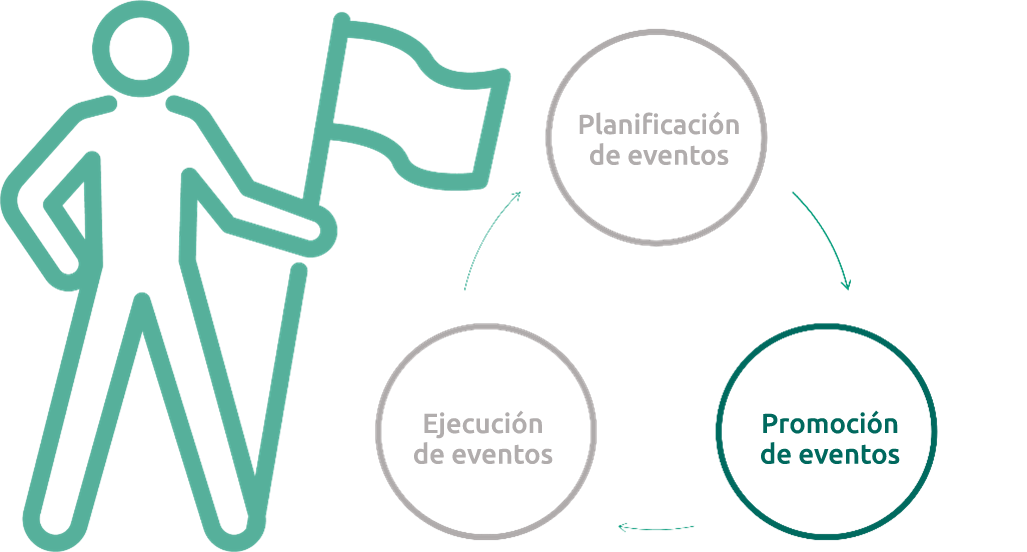 Planificación
de eventos
Ejecución
de eventos
Promoción
de eventos